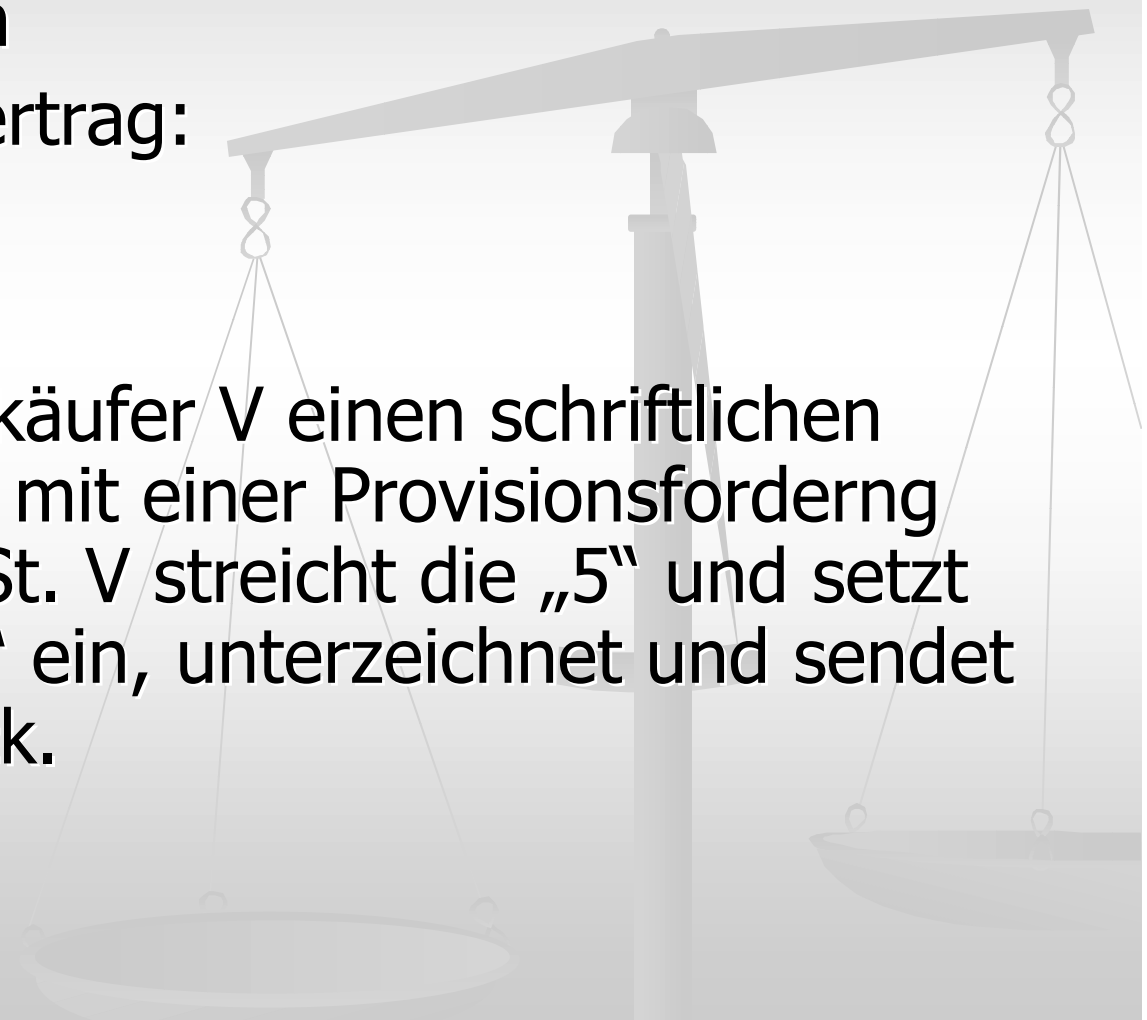 ertrag:
käufer V einen schriftlichen
mit einer Provisionsforderng
St. V streicht die „5“ und setzt
“ ein, unterzeichnet und sendet
k.